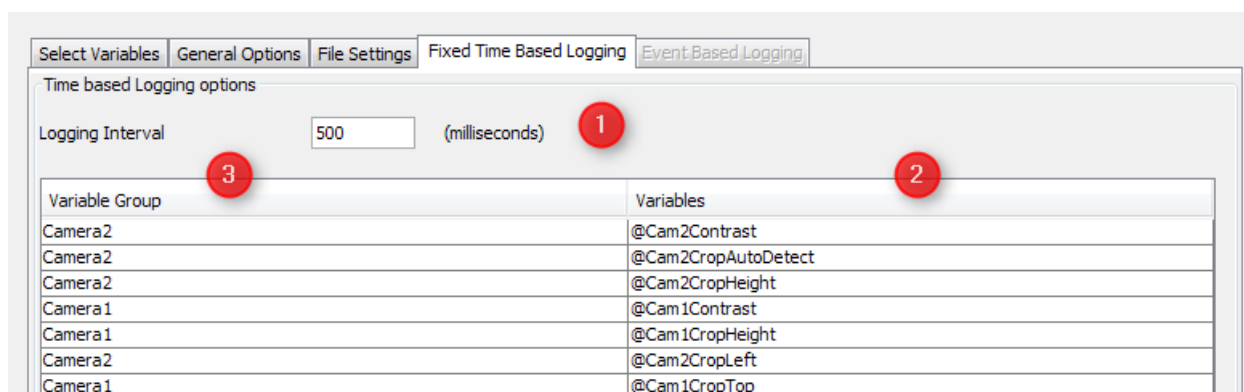 Select Variables General Options File Settings Fixed Time Based Logging Event Based Logging
Time based Logging options
Logging Interval 500 (milliseconds) 1
3 2
Variable Group Variables
Camera2 @Cam2Contrast
Camera2 @Cam2CropAutoDetect
Camera2 @Cam2CropHeight
Camera1 @Cam1Contrast
Camera1 @Cam1CropHeight
Camera2 @Cam2CropLeft
Camera1 @Cam1CropTop